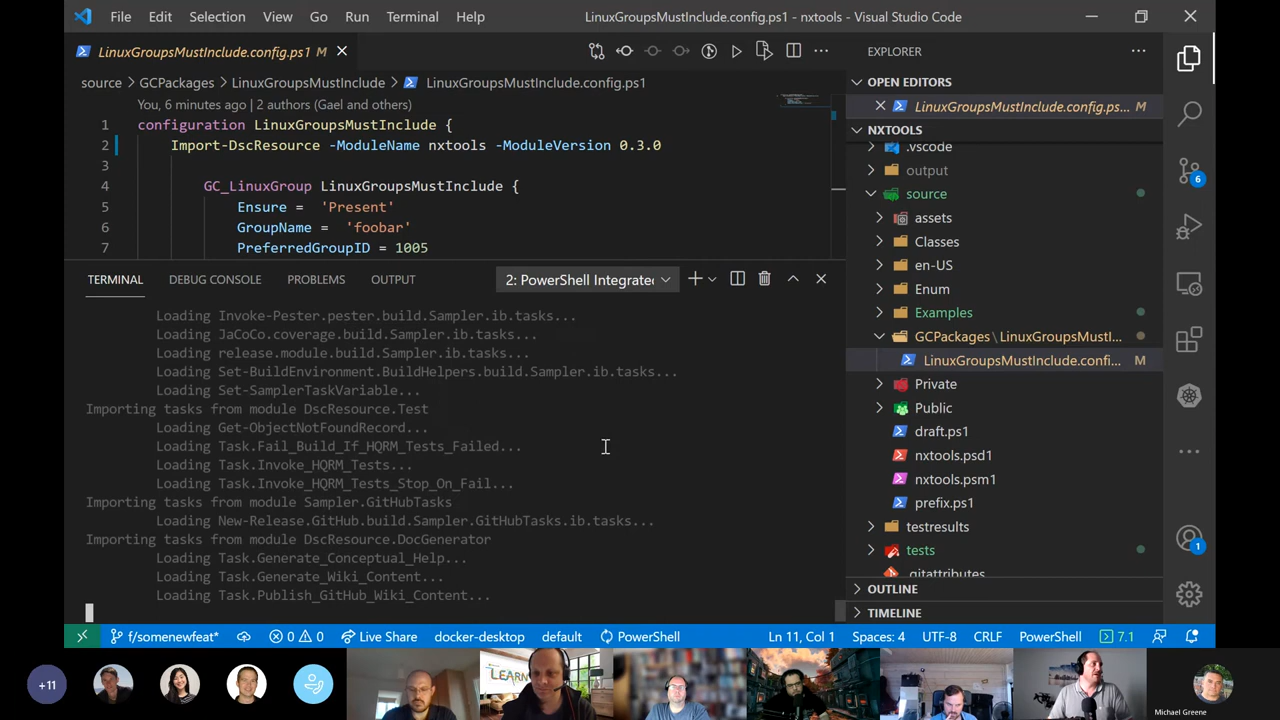 File Edit Selection View Go Run Terminal Help
LinuxGroupsMustInclude.config.ps1 - nxtools - Visual Studio Code
LinuxGroupsMustInclude.config.ps1 M
source > GCPackages > LinuxGroupsMustInclude > LinuxGroupsMustInclude.config.ps1
You, 6 minutes ago | 2 authors (Gael and others)
1 configuration LinuxGroupsMustInclude {
2 Import-DscResource -ModuleName nxtools -ModuleVersion 0.3.0
3
4 GC_LinuxGroup LinuxGroupsMustInclude {
5 Ensure = 'Present'
6 GroupName = 'foobar'
7 PreferredGroupID = 1005
TERMINAL DEBUG CONSOLE PROBLEMS OUTPUT
2: PowerShell Integrated
Loading Invoke-Pester.pester.build.Sampler.ib.tasks...
Loading JaCoCo.coverage.build.Sampler.ib.tasks...
Loading release.module.build.Sampler.ib.tasks...
Loading Set-BuildEnvironment.BuildHelpers.build.Sampler.ib.tasks...
Loading Set-SamplerTaskVariable...
Importing tasks from module DscResource.Test
Loading Get-ObjectNotFoundRecord...
Loading Task.Fail_Build_If_HQRM_Tests_Failed...
Loading Task.Invoke_HQRM_Tests...
Loading Task.Invoke_HQRM_Tests_Stop_On_Fail...
Importing tasks from module Sampler.GitHubTasks
Loading New-Release.GitHub.build.Sampler.GitHubTasks.ib.tasks...
Importing tasks from module DscResource.DocGenerator
Loading Task.Generate_Conceptual_Help...
Loading Task.Generate_Wiki_Content...
Loading Task.Publish_GitHub_Wiki_Content...
EXPLORER
OPEN EDITORS
LinuxGroupsMustInclude.config.ps... M
NXTOOLS
.vscode
output
source
assets
Classes
en-US
Enum
Examples
GCPackages\LinuxGroupsMustI...
LinuxGroupsMustInclude.confi... M
Private
Public
draft.ps1
nxtools.psd1
nxtools.psm1
prefix.ps1
testresults
tests
.gitattributes
OUTLINE
TIMELINE
6
1
f/somenewfeat* 0 0 Live Share docker-desktop default PowerShell Ln 11, Col 1 Spaces: 4 UTF-8 CRLF PowerShell 7.1
+11
LEARN
Michael Greene